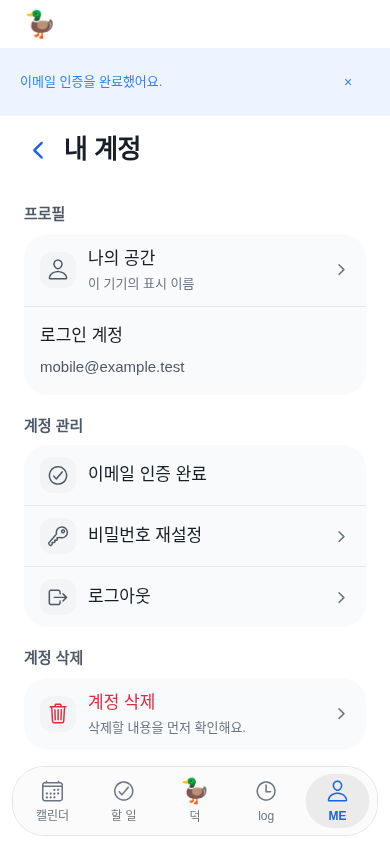 이메일 인증을 완료했어요.
×
내 계정
프로필
나의 공간
이 기기의 표시 이름
로그인 계정
mobile@example.test
계정 관리
이메일 인증 완료
비밀번호 재설정
로그아웃
계정 삭제
계정 삭제
삭제할 내용을 먼저 확인해요.
캘린더
할 일
덕
log
ME